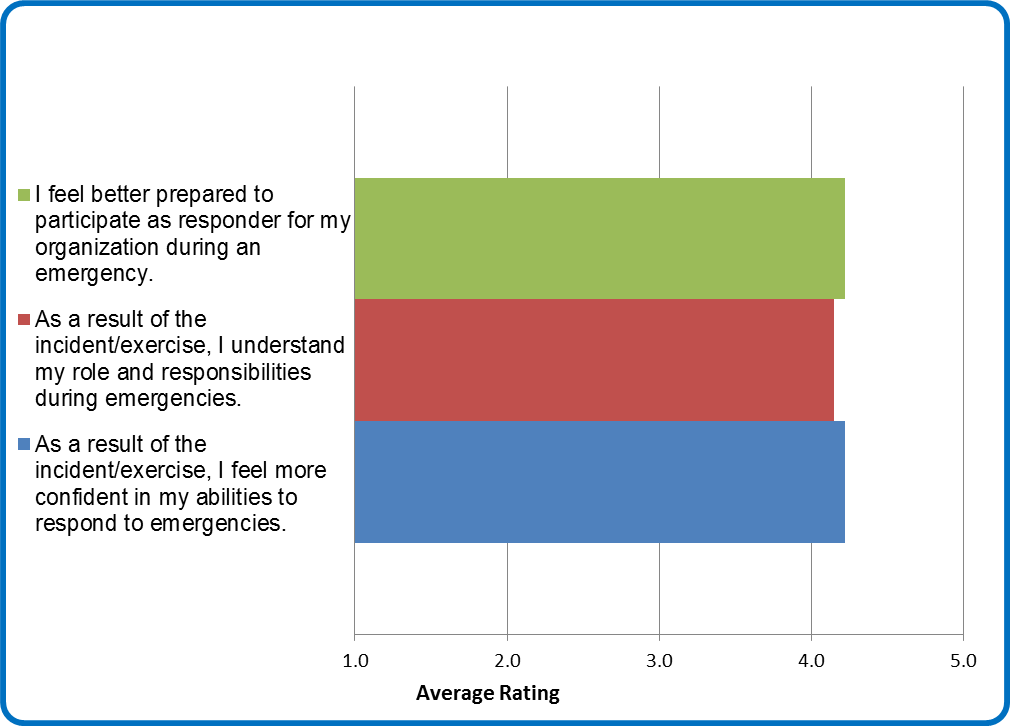 I feel better prepared to
participate as responder for my
organization during an
emergency.
As a result of the
incident/exercise, I understand
my role and responsibilities
during emergencies.
As a result of the
incident/exercise, I feel more
confident in my abilities to
respond to emergencies.
1.0 2.0 3.0 4.0 5.0
Average Rating